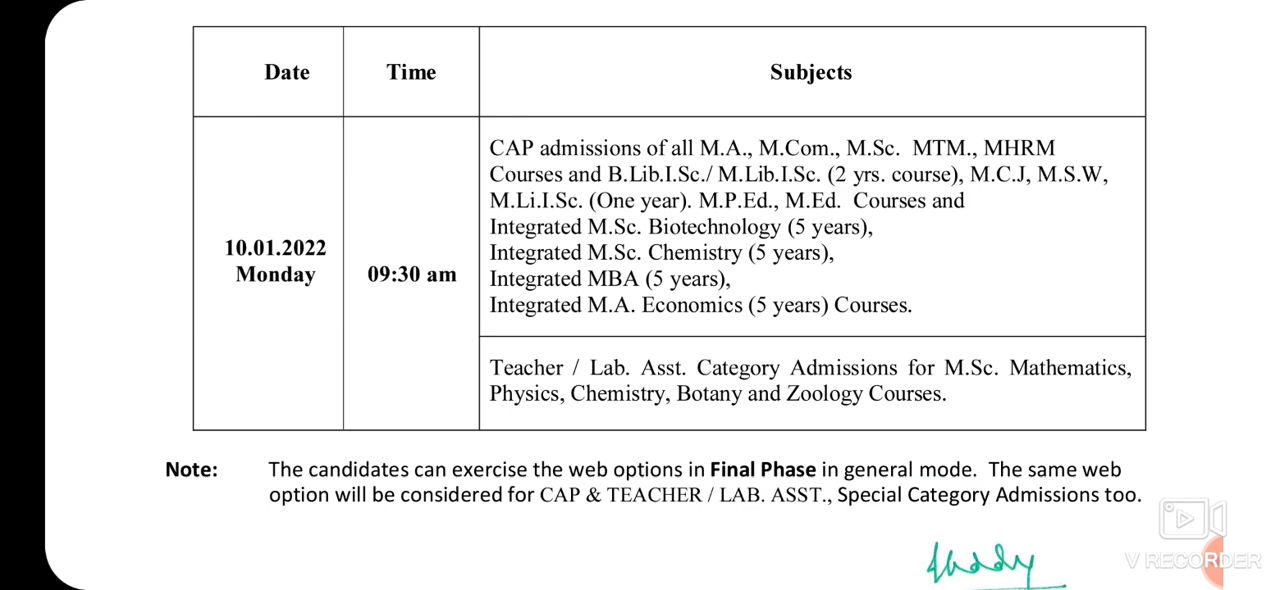 Date Time Subjects
CAP admissions of all M.A., M.Com., M.Sc. MTM., MHRM
Courses and B.Lib.I.Sc./ M.Lib.I.Sc. (2 yrs. course), M.C.J, M.S.W,
M.Li.I.Sc. (One year). M.P.Ed., M.Ed. Courses and
Integrated M.Sc. Biotechnology (5 years),
10.01.2022
Monday
09:30 am
Integrated M.Sc. Chemistry (5 years),
Integrated MBA (5 years),
Integrated M.A. Economics (5 years) Courses.
Teacher / Lab. Asst. Category Admissions for M.Sc. Mathematics,
Physics, Chemistry, Botany and Zoology Courses.
Note: The candidates can exercise the web options in Final Phase in general mode. The same web
option will be considered for CAP & TEACHER / LAB. ASST., Special Category Admissions too.
V RECORDER